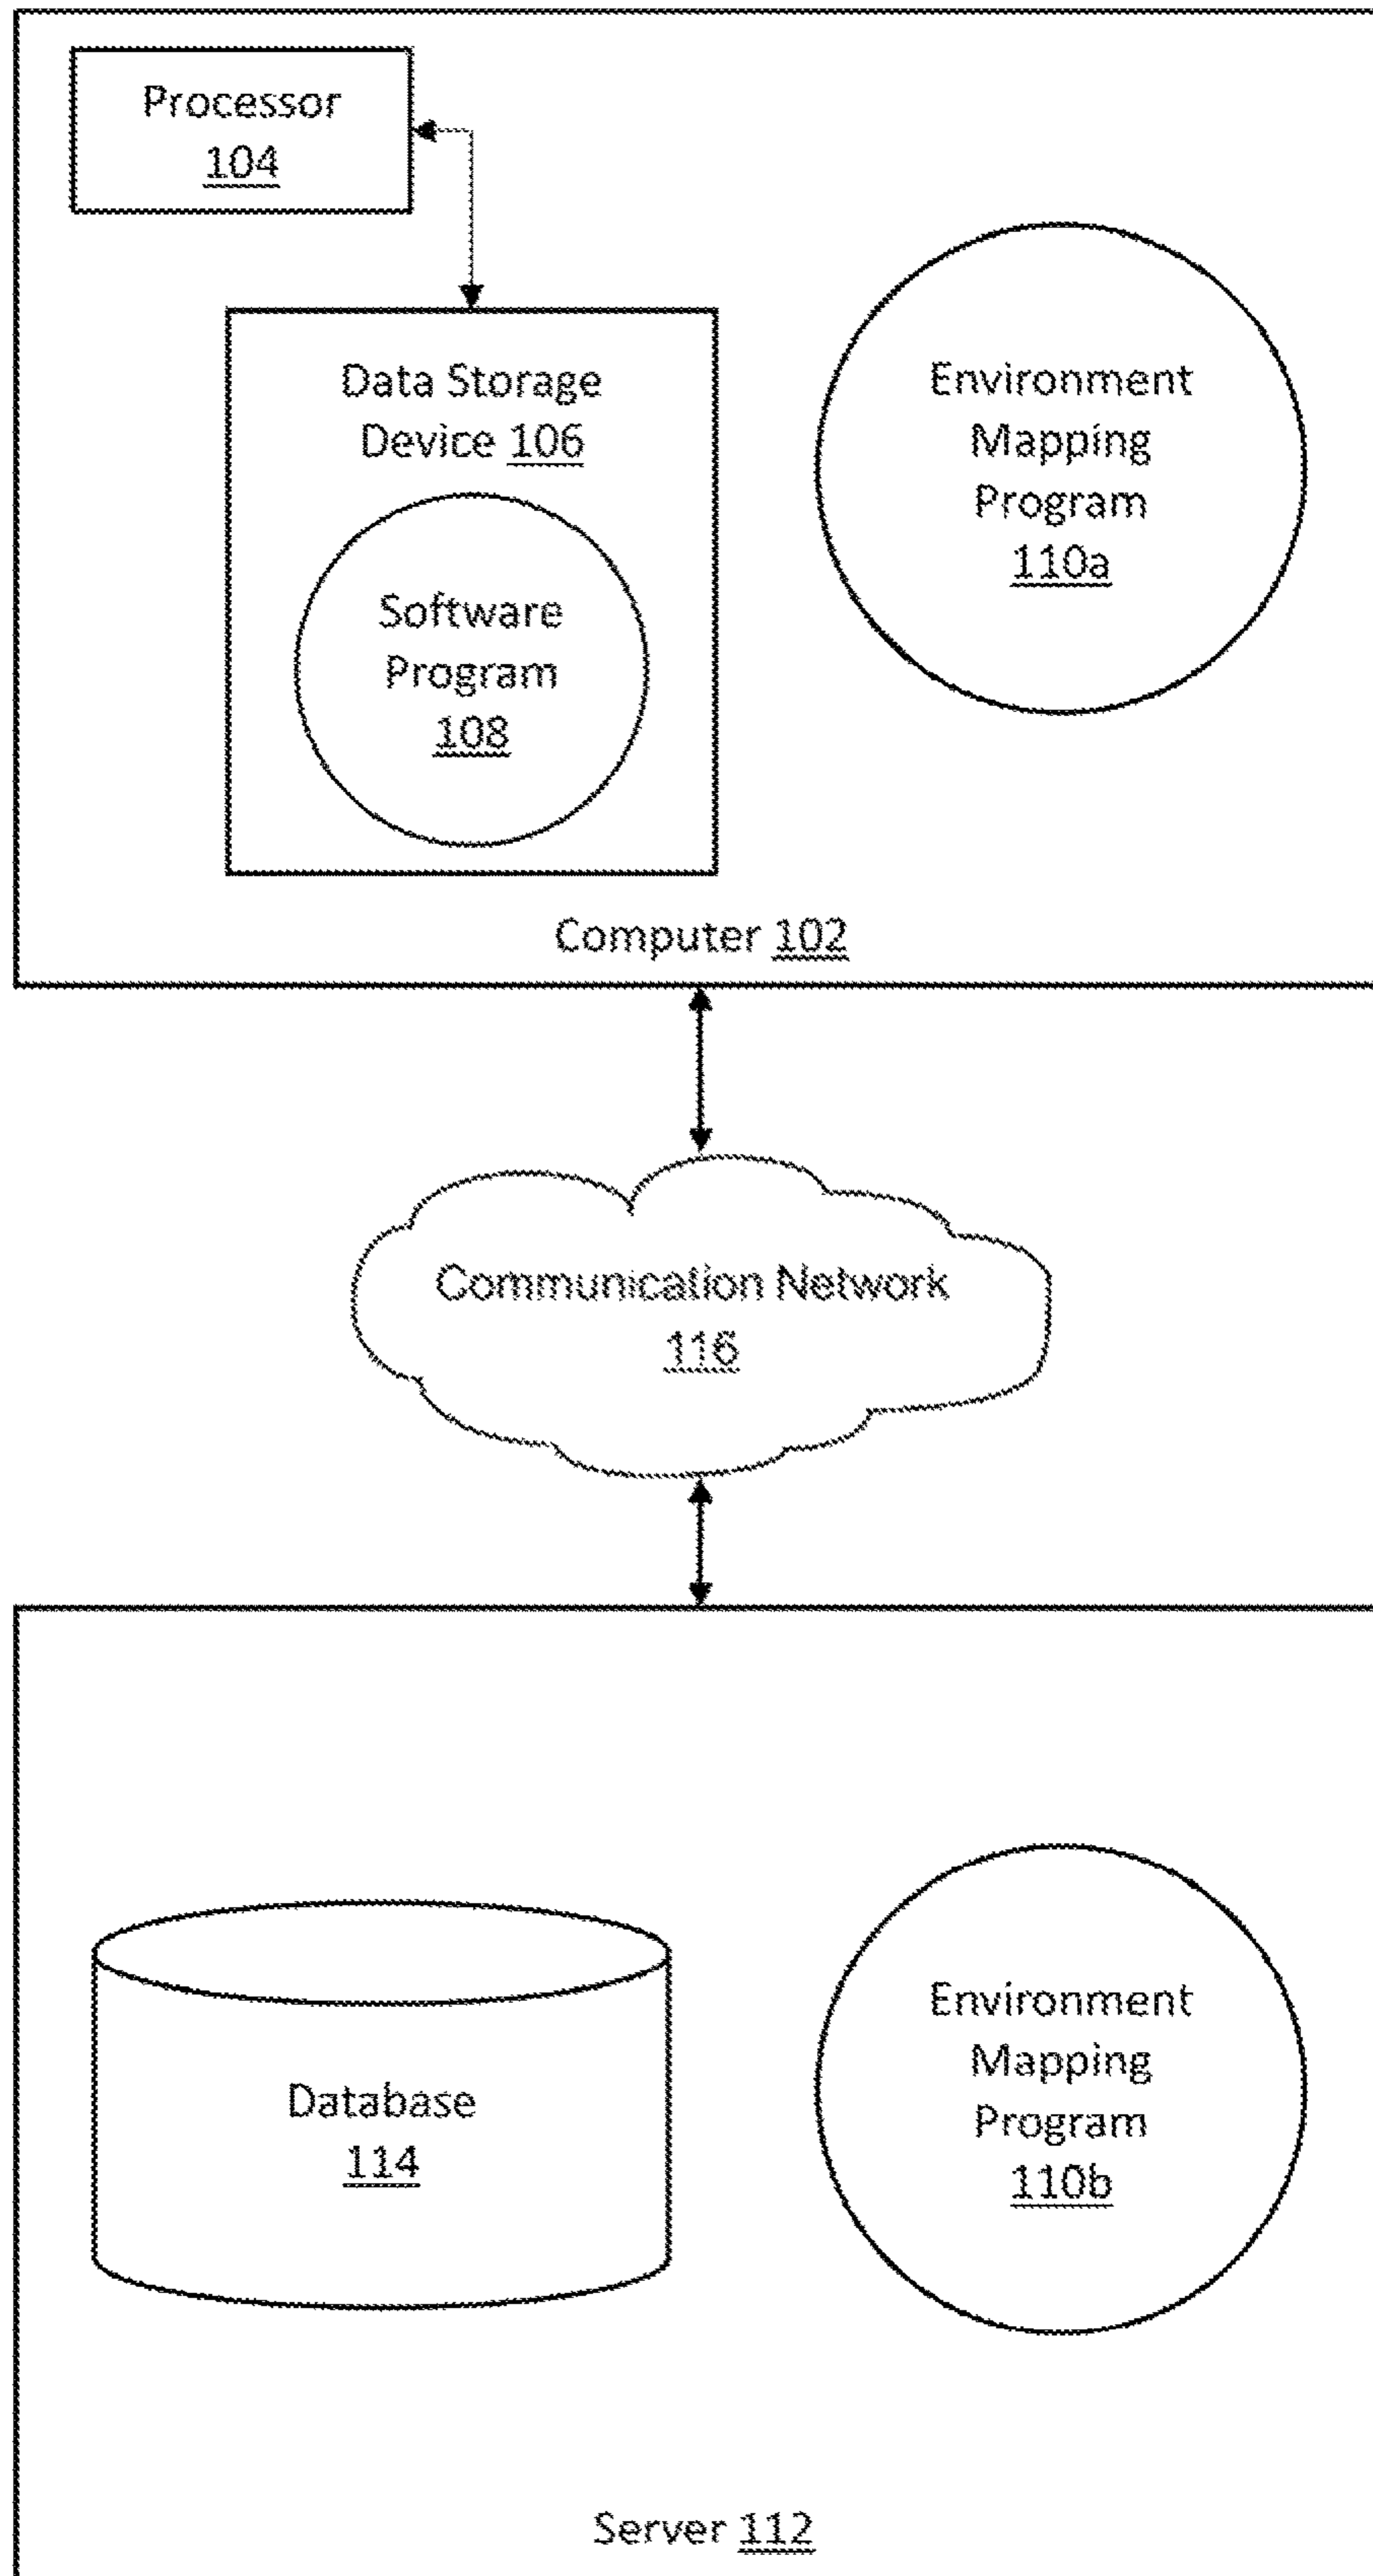 Processor
104
Data Storage
Device 106
Software
Program
108
Environment
Mapping
Program
110a
Computer 102
Communication Network
116
Database
114
Environment
Mapping
Program
110b
Server 112